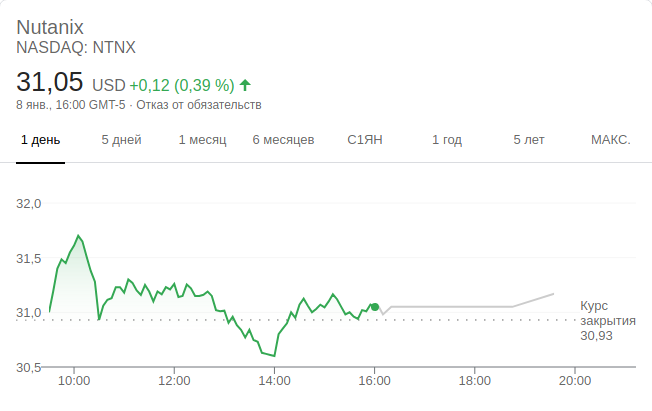 Nutanix
NASDAQ: NTNX
31,05 USD +0,12 (0,39 %)
8 янв., 16:00 GMT-5 · Отказ от обязательств
1 день 5 дней 1 месяц 6 месяцев С1ЯН 1 год 5 лет МАКС.
32,0
31,5
31,0
30,5
Курс
закрытия
30,93
10:00 12:00 14:00 16:00 18:00 20:00